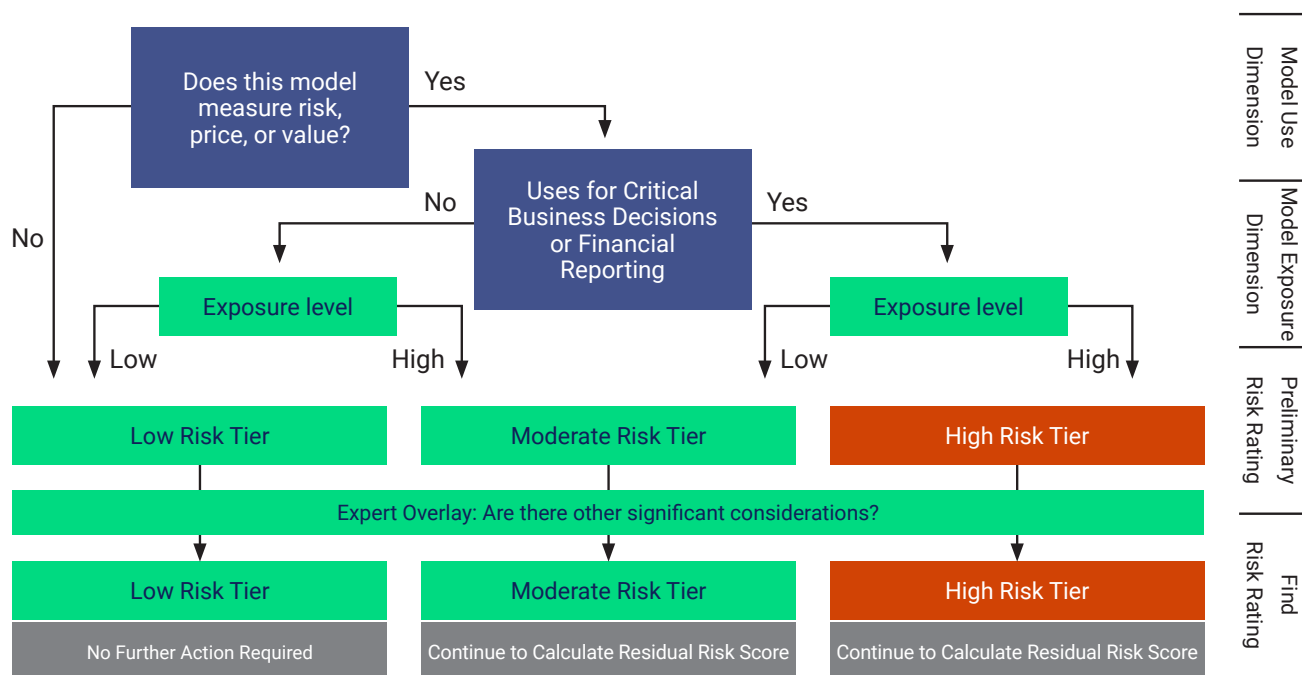 Does this model
measure risk,
price, or value?
Yes
No
Uses for Critical
Business Decisions
or Financial
Reporting
No
Yes
Exposure level
Low
High
Exposure level
Low
High
Low Risk Tier
Moderate Risk Tier
High Risk Tier
Expert Overlay: Are there other significant considerations?
Low Risk Tier
Moderate Risk Tier
High Risk Tier
No Further Action Required
Continue to Calculate Residual Risk Score
Continue to Calculate Residual Risk Score
Model Use
Dimension
Model Exposure
Dimension
Preliminary
Risk Rating
Find
Risk Rating